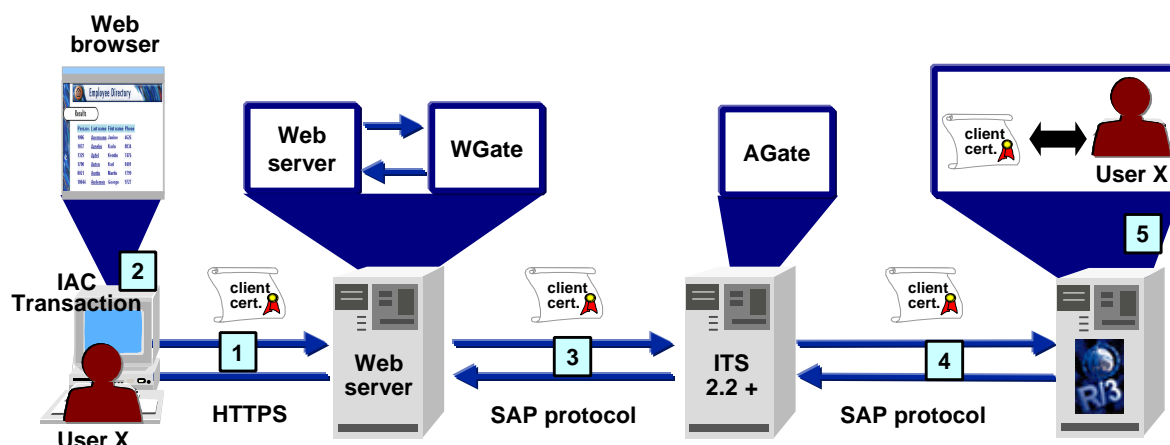 Web
browser
Employee Directory
Results
Web
server
WGate
AGate
client
cert.
User X
2
5
IAC
Transaction
client
cert.
client
cert.
client
cert.
1
3
4
Web
server
ITS
2.2 +
R/3
HTTPS
SAP protocol
SAP protocol
User X